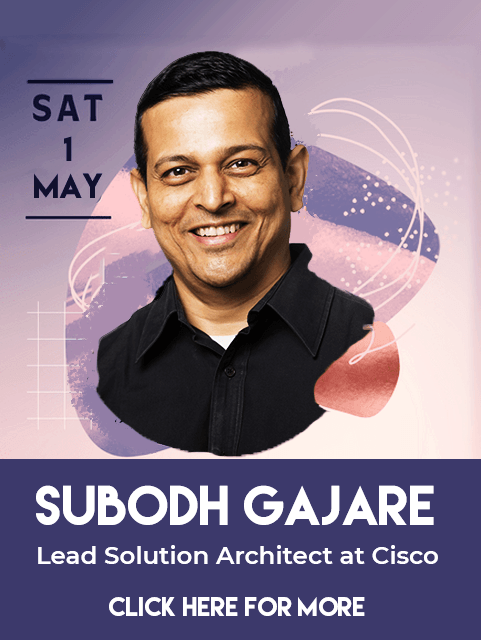 SAT
1
MAY
SUBODH GAJARE
Lead Solution Architect at Cisco
CLICK HERE FOR MORE